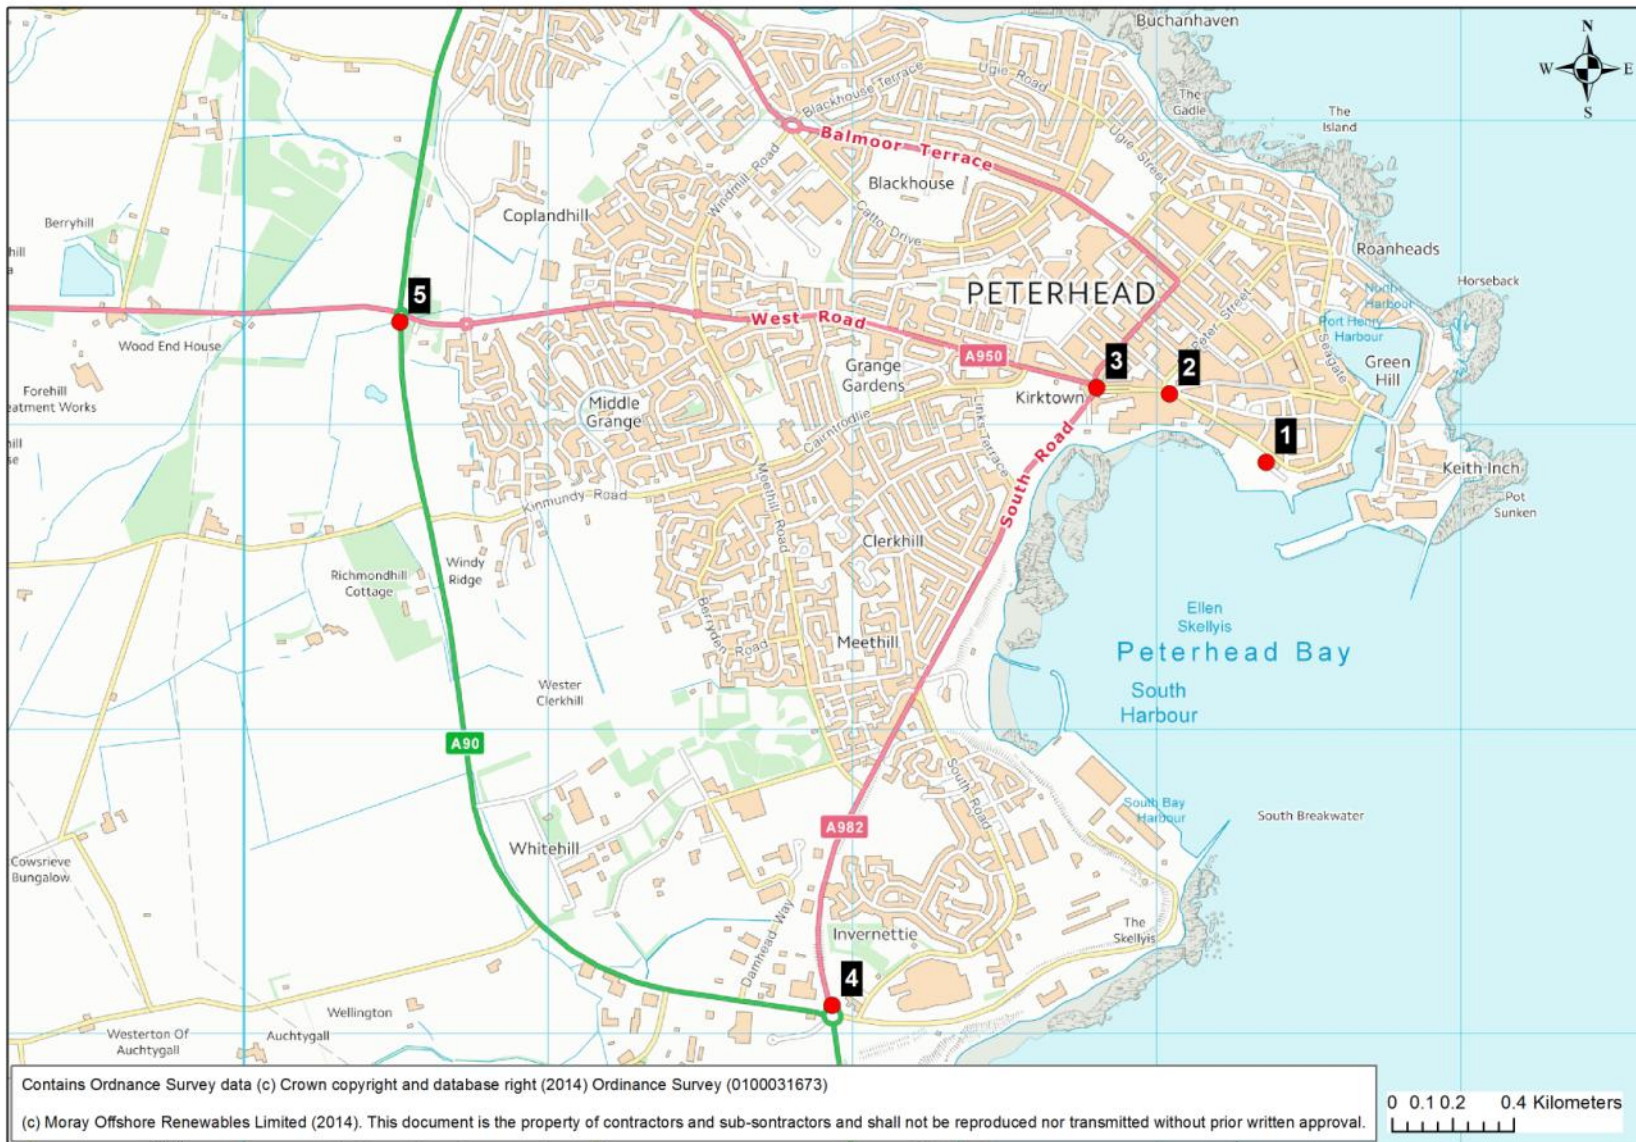 Buchanhaven
N
W E
S
Ugie Road
Blackhouse Terrace
The
Gadle
The
Island
Balmoor Terrace
Ugie Street
Windmill Road
Blackhouse
Coplandhill
Catto Drive
Berryhill
Roanheads
hill
a
5
PETERHEAD
North
Harbour
Horseback
Peter Street
West Road
Port Henry
Harbour
Seagate
Wood End House
A950
3
2
Grange
Gardens
Green
Hill
Forehill
eatment Works
Kirktown
Middle
Grange
Cairntrodlie
Links Terrace
1
hill
se
South Road
Keith Inch
Meethill Road
Kinmundy Road
Pot
Sunken
Clerkhill
Windy
Ridge
Richmondhill
Cottage
Ellen
Skellyis
Berryden Road
Meethill
Peterhead Bay
Wester
Clerkhill
South
Harbour
A90
South Road
South Bay
Harbour
South Breakwater
A982
Whitehill
Cowsrieve
Bungalow
Damhead Way
Invernettie
The
Skellyis
4
Wellington
Westerton Of
Auchtygall
Auchtygall
Contains Ordnance Survey data (c) Crown copyright and database right (2014) Ordinance Survey (0100031673)
(c) Moray Offshore Renewables Limited (2014). This document is the property of contractors and sub-sontractors and shall not be reproduced nor transmitted without prior written approval.
0 0.1 0.2 0.4 Kilometers